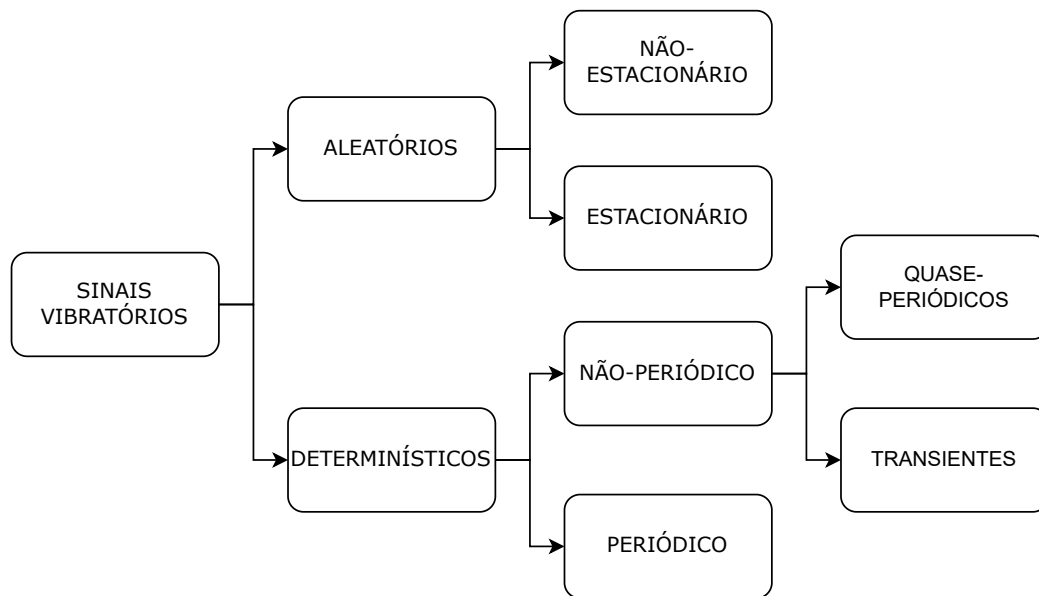 NÃO-
ESTACIONÁRIO
ALEATÓRIOS
ESTACIONÁRIO
SINAIS
VIBRATÓRIOS
QUASE-
PERIÓDICOS
NÃO-PERIÓDICO
DETERMINÍSTICOS
TRANSIENTES
PERIÓDICO